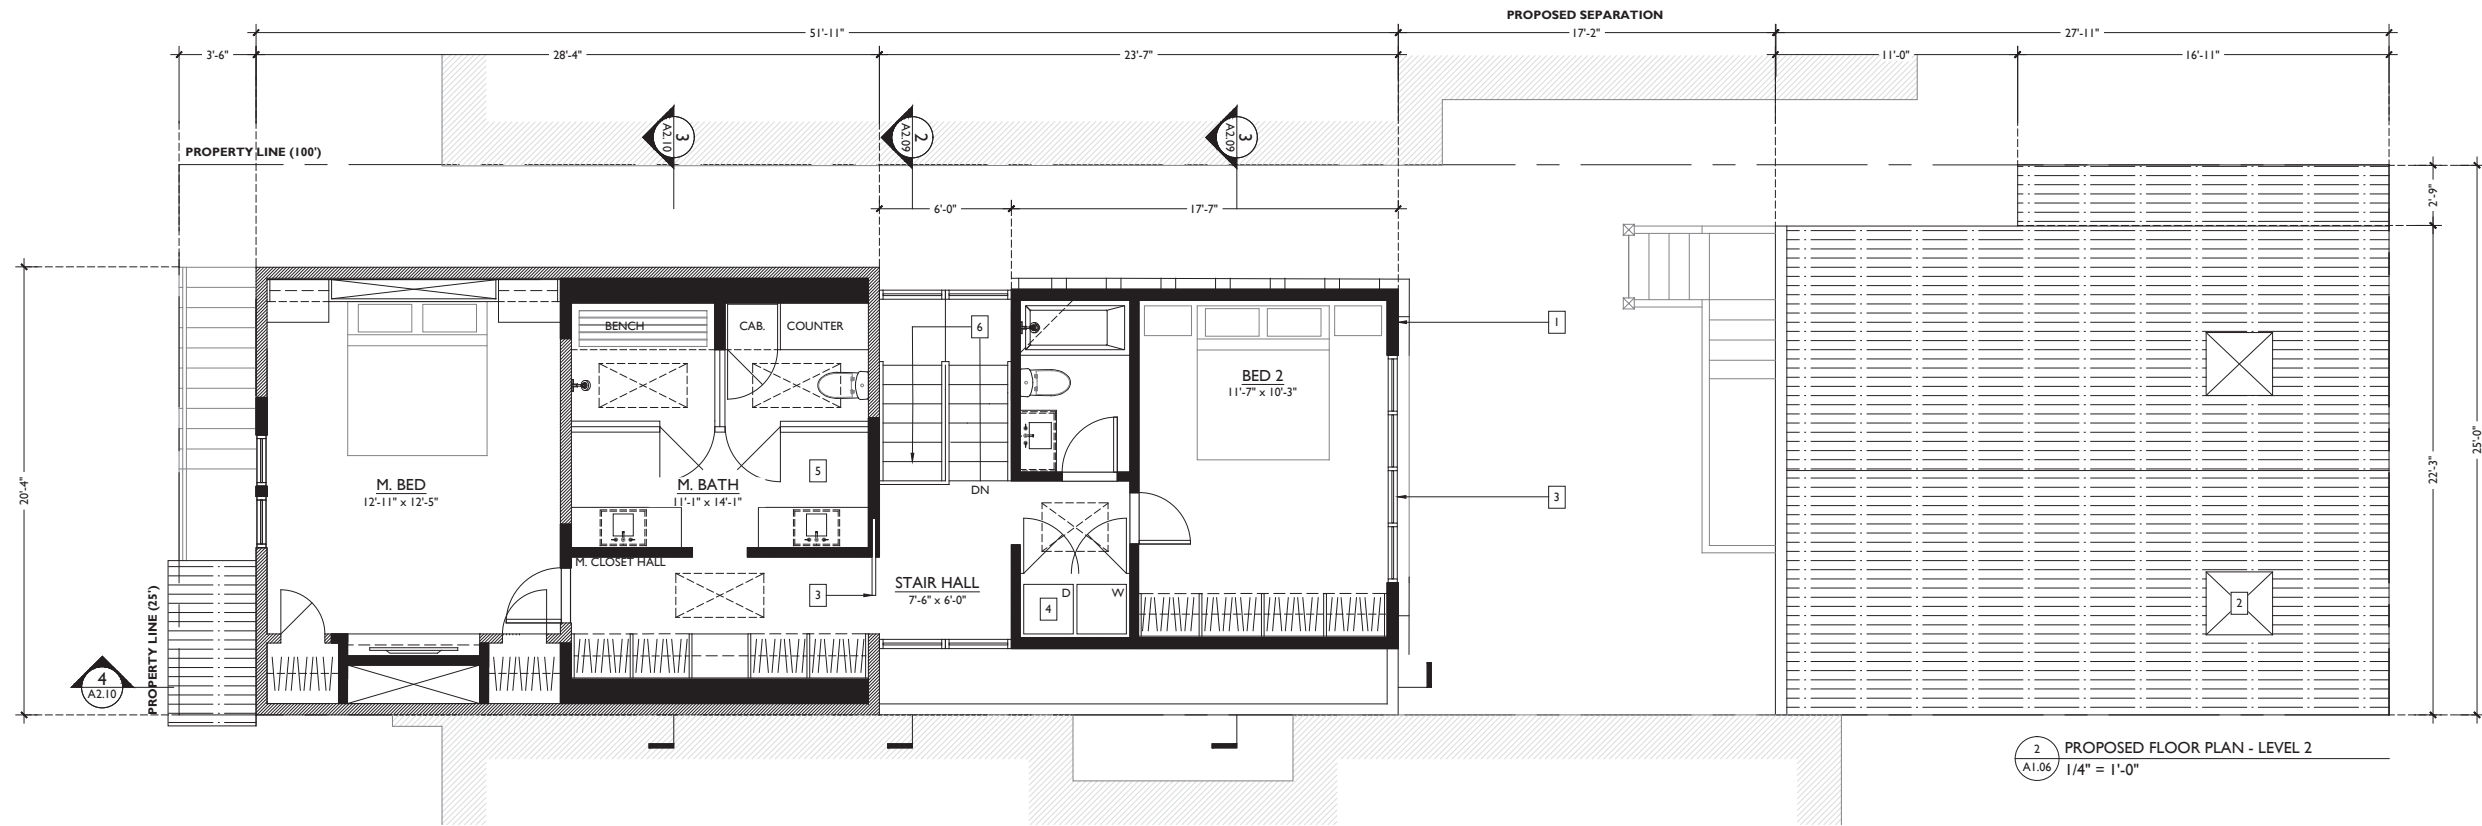 PROPOSED SEPARATION
51'-11"
17'-2"
27'-11"
3'-6"
28'-4"
23'-7"
11'-0"
16'-11"
3
A2.10
2
A2.09
3
A2.09
PROPERTY LINE (100')
6'-0"
17'-7"
2'-9"
BENCH
CAB.
COUNTER
6
1
BED 2
11'-7" x 10'-3"
M. BED
12'-11" x 12'-5"
M. BATH
11'-1" x 14'-1"
5
DN
3
20'-4"
22'-3"
25'-0"
M. CLOSET HALL
3
STAIR HALL
7'-6" x 6'-0"
D
W
4
2
PROPERTY LINE (25')
4
A2.10
2
A1.06
PROPOSED FLOOR PLAN - LEVEL 2
1/4" = 1'-0"